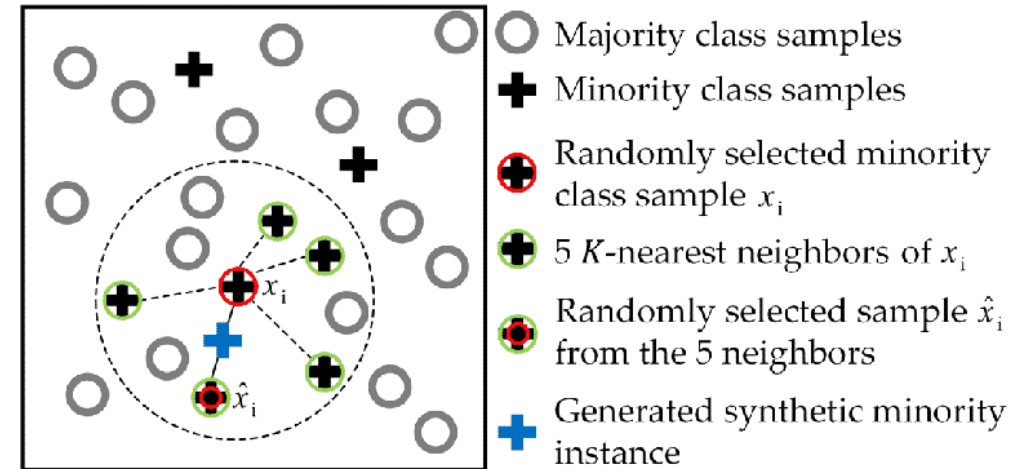 Majority class samples
Minority class samples
Randomly selected minority
class sample xᵢ
5 K-nearest neighbors of xᵢ
Randomly selected sample x̂ᵢ
from the 5 neighbors
Generated synthetic minority
instance
xᵢ
x̂ᵢ